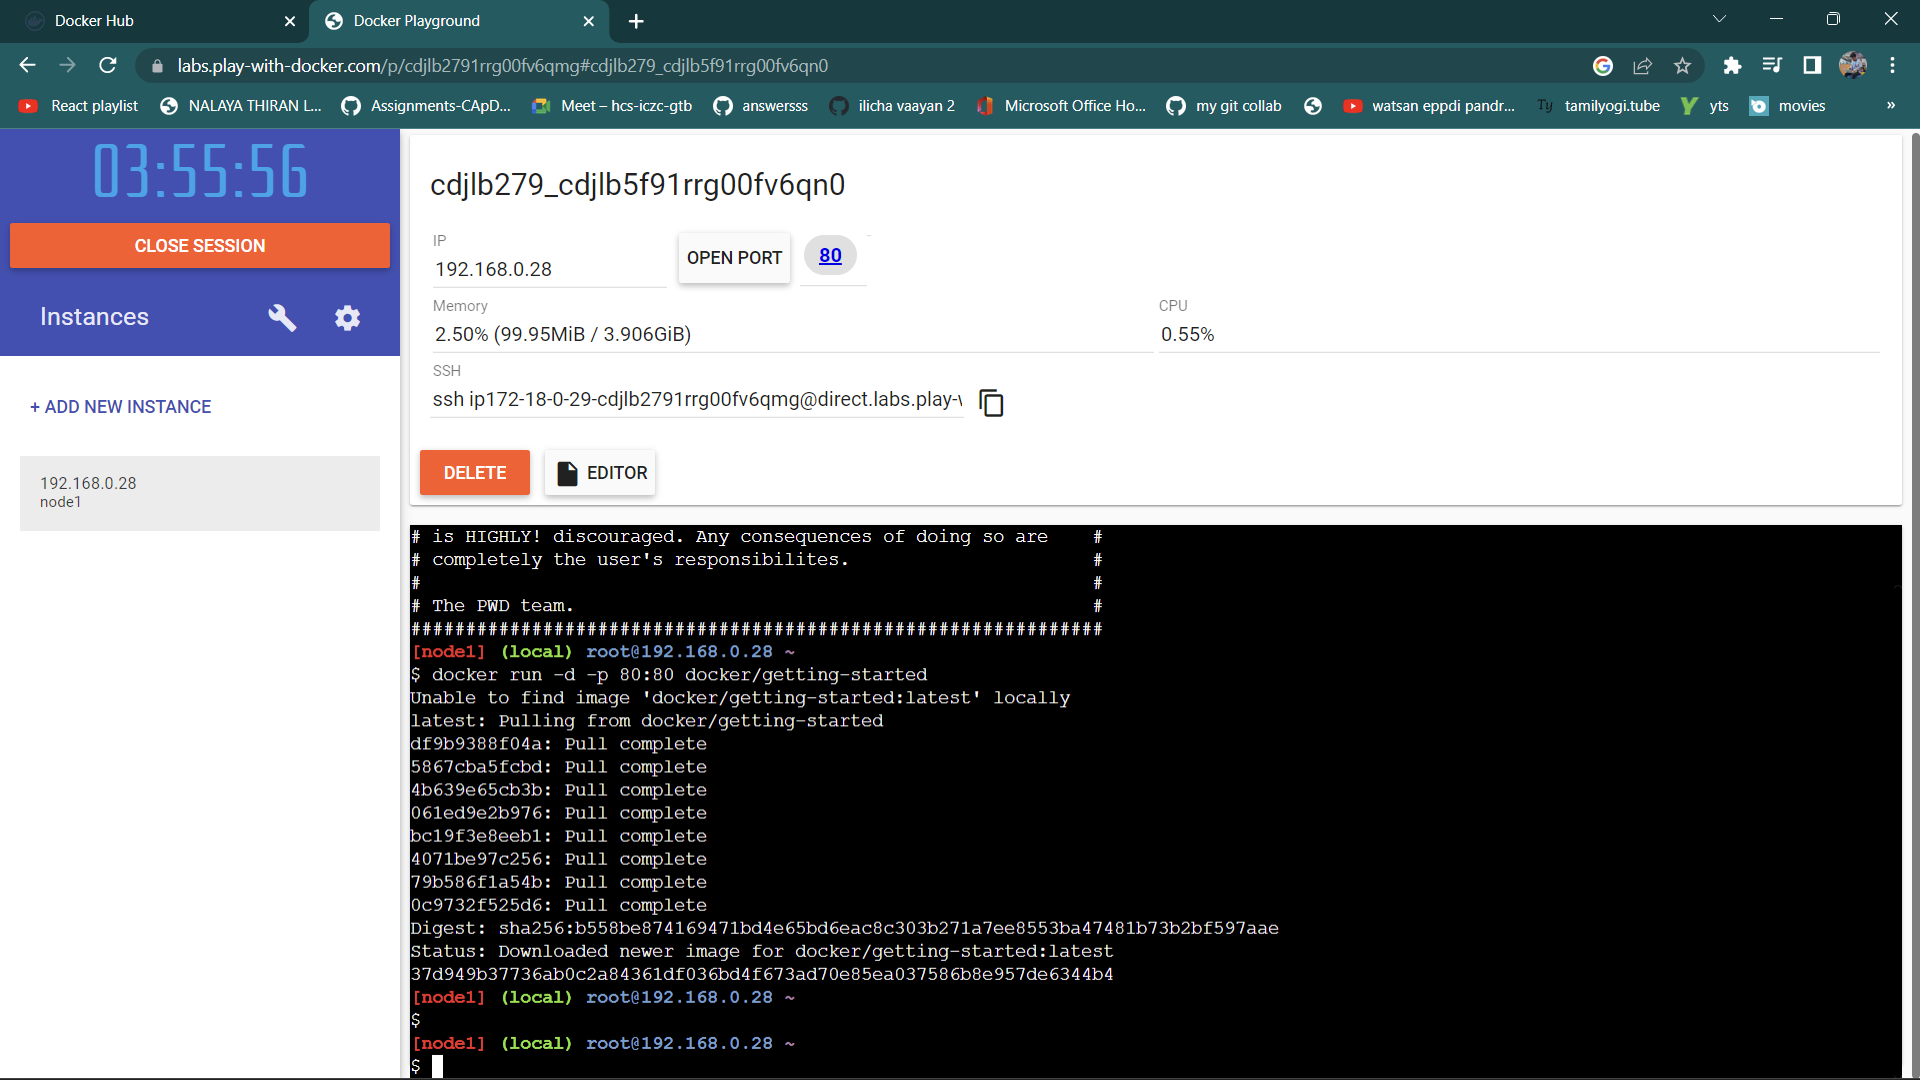 Docker Hub
Docker Playground
labs.play-with-docker.com/p/cdjlb2791rrg00fv6qmg#cdjlb279_cdjlb5f91rrg00fv6qn0
React playlist
NALAYA THIRAN L...
Assignments-CApD...
Meet – hcs-iczc-gtb
answersss
ilicha vaayan 2
Microsoft Office Ho...
my git collab
watsan eppdi pandr...
Ty tamilyogi.tube
yts
movies
»
03:55:56
CLOSE SESSION
Instances
+ ADD NEW INSTANCE
192.168.0.28
node1
cdjlb279_cdjlb5f91rrg00fv6qn0
IP
192.168.0.28
OPEN PORT
80
Memory
2.50% (99.95MiB / 3.906GiB)
CPU
0.55%
SSH
ssh ip172-18-0-29-cdjlb2791rrg00fv6qmg@direct.labs.play-
DELETE
EDITOR
# is HIGHLY! discouraged. Any consequences of doing so are #
# completely the user's responsibilites. #
# #
# The PWD team. #
###############################################################
[node1] (local) root@192.168.0.28 ~
$ docker run -d -p 80:80 docker/getting-started
Unable to find image 'docker/getting-started:latest' locally
latest: Pulling from docker/getting-started
df9b9388f04a: Pull complete
5867cba5fcbd: Pull complete
4b639e65cb3b: Pull complete
061ed9e2b976: Pull complete
bc19f3e8eeb1: Pull complete
4071be97c256: Pull complete
79b586f1a54b: Pull complete
0c9732f525d6: Pull complete
Digest: sha256:b558be874169471bd4e65bd6eac8c303b271a7ee8553ba47481b73b2bf597aae
Status: Downloaded newer image for docker/getting-started:latest
37d949b37736ab0c2a84361df036bd4f673ad70e85ea037586b8e957de6344b4
[node1] (local) root@192.168.0.28 ~
$
[node1] (local) root@192.168.0.28 ~
$